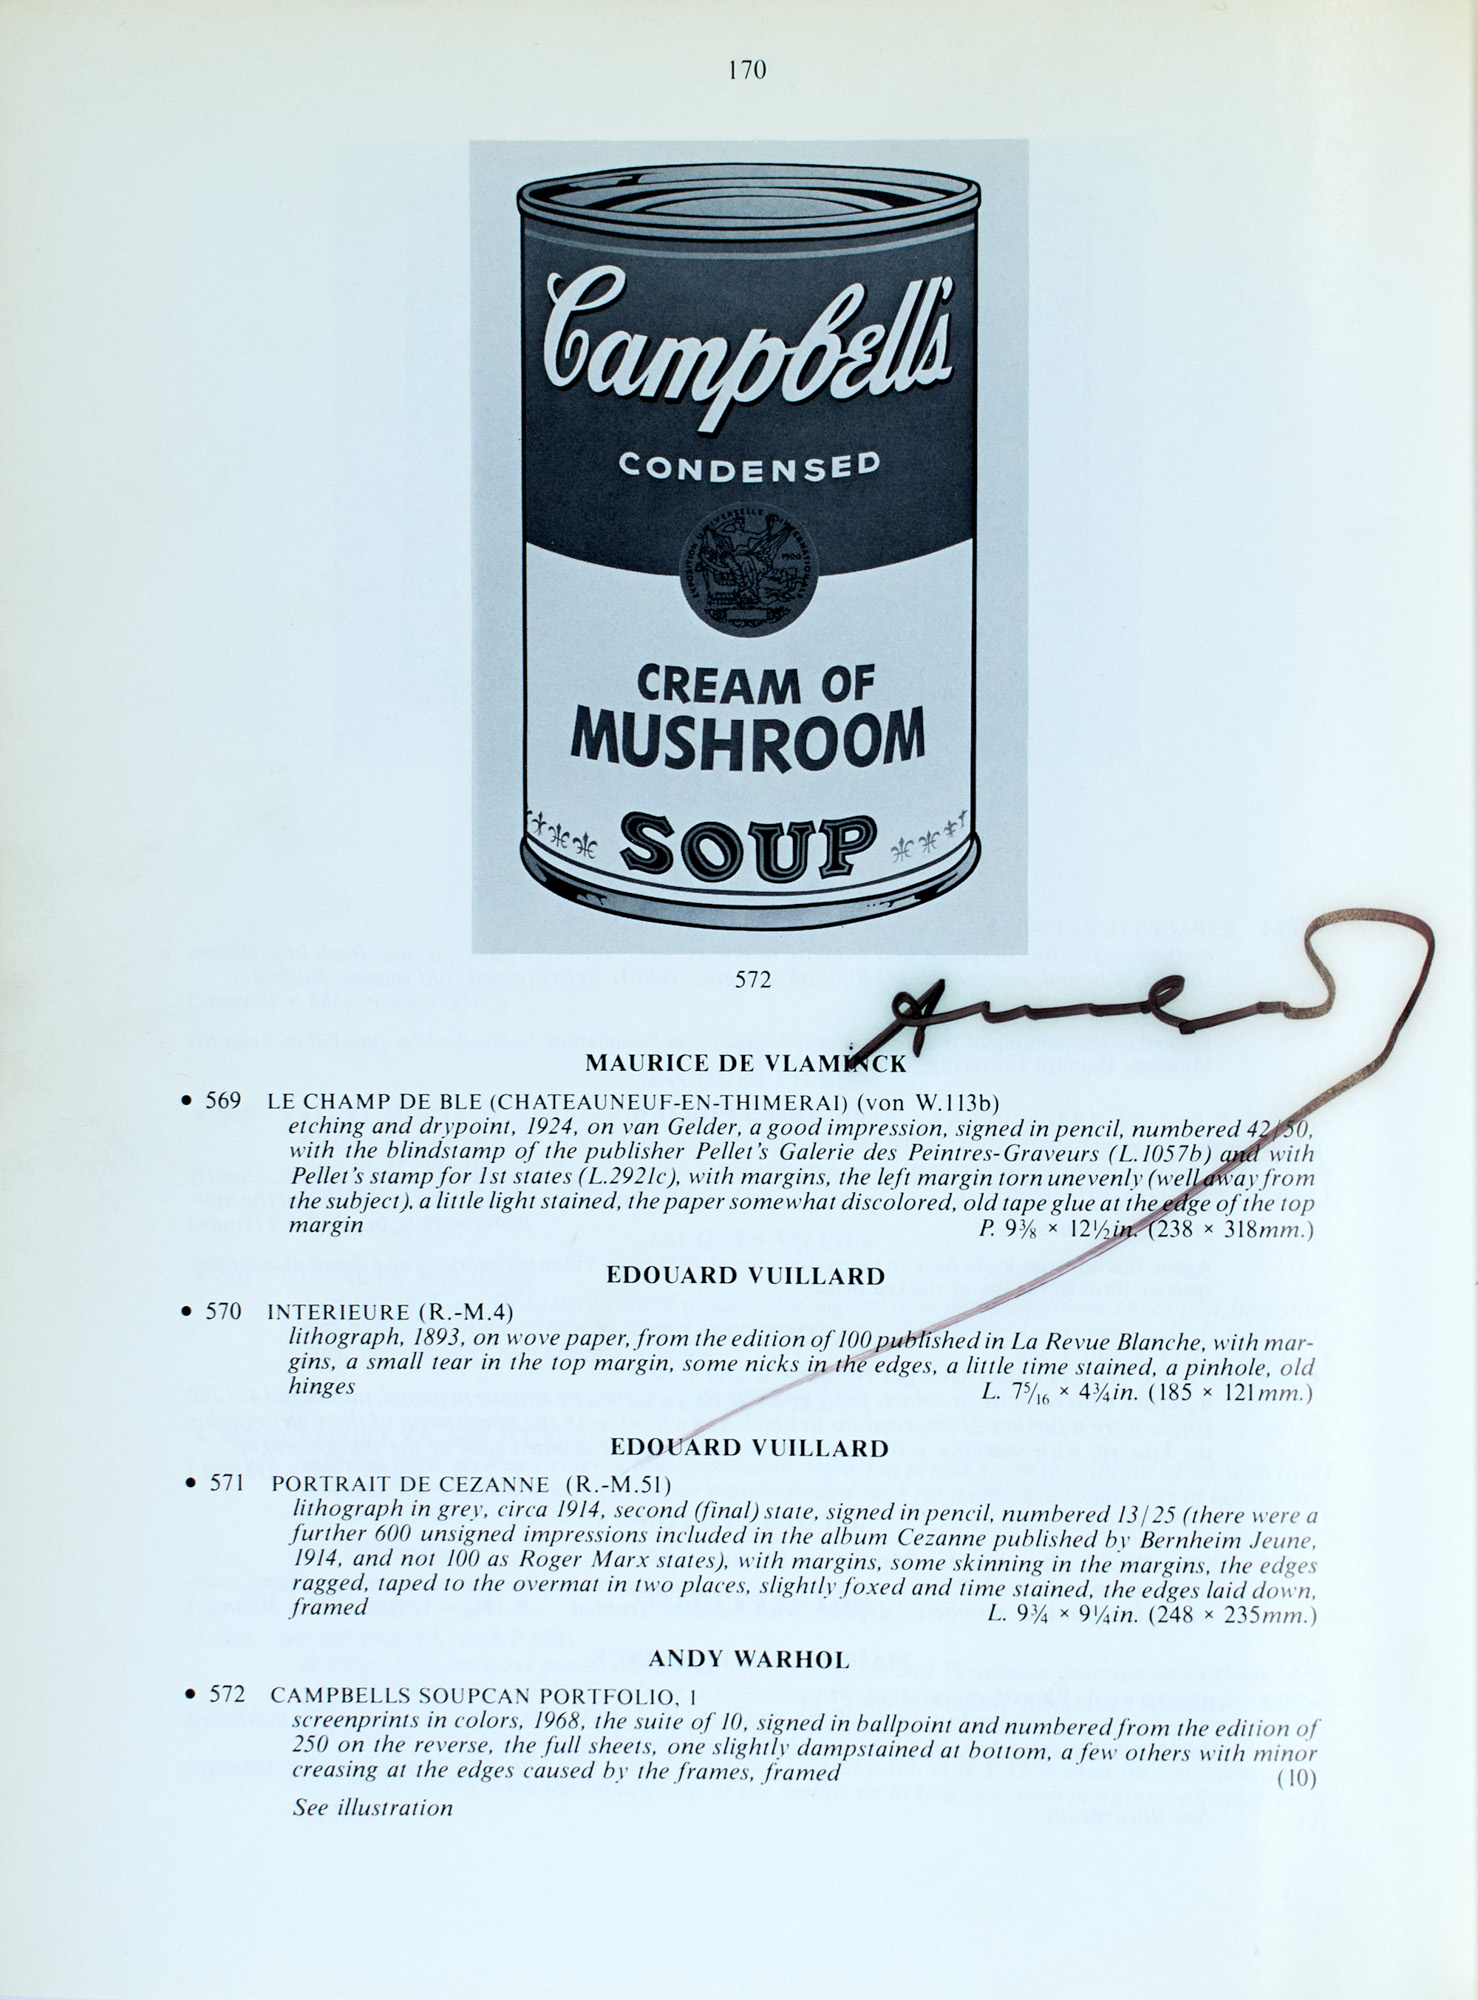 170
Campbell's
CONDENSED
EXPOSITION UNIVERSELLE INTERNATIONALE
1900
CREAM OF
MUSHROOM
SOUP
572
MAURICE DE VLAMINCK
• 569 LE CHAMP DE BLE (CHATEAUNEUF-EN-THIMERAI) (von W.113b)
etching and drypoint, 1924, on van Gelder, a good impression, signed in pencil, numbered 42/50,
with the blindstamp of the publisher Pellet's Galerie des Peintres-Graveurs (L.1057b) and with
Pellet's stamp for 1st states (L.2921c), with margins, the left margin torn unevenly (well away from
the subject), a little light stained, the paper somewhat discolored, old tape glue at the edge of the top
margin P. 9⅜ × 12½in. (238 × 318mm.)
EDOUARD VUILLARD
• 570 INTERIEURE (R.-M.4)
lithograph, 1893, on wove paper, from the edition of 100 published in La Revue Blanche, with mar-
gins, a small tear in the top margin, some nicks in the edges, a little time stained, a pinhole, old
hinges L. 7⁵⁄₁₆ × 4¾in. (185 × 121mm.)
EDOUARD VUILLARD
• 571 PORTRAIT DE CEZANNE (R.-M.51)
lithograph in grey, circa 1914, second (final) state, signed in pencil, numbered 13/25 (there were a
further 600 unsigned impressions included in the album Cezanne published by Bernheim Jeune,
1914, and not 100 as Roger Marx states), with margins, some skinning in the margins, the edges
ragged, taped to the overmat in two places, slightly foxed and time stained, the edges laid down,
framed L. 9¾ × 9¼in. (248 × 235mm.)
ANDY WARHOL
• 572 CAMPBELLS SOUPCAN PORTFOLIO, 1
screenprints in colors, 1968, the suite of 10, signed in ballpoint and numbered from the edition of
250 on the reverse, the full sheets, one slightly dampstained at bottom, a few others with minor
creasing at the edges caused by the frames, framed (10)
See illustration